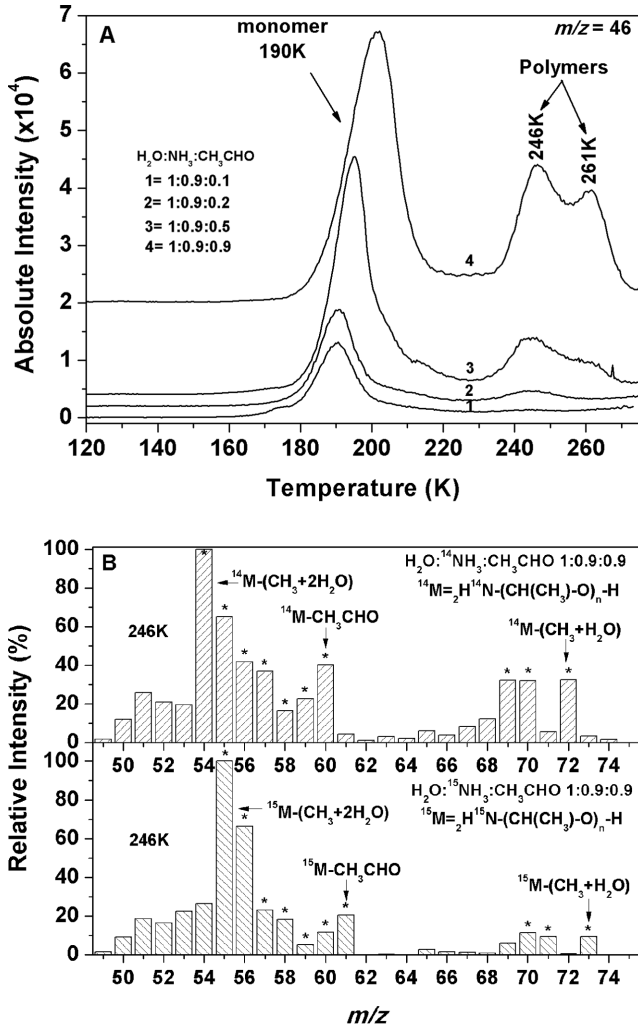 A
m/z = 46
monomer
190K
Polymers
246K
261K
H₂O:NH₃:CH₃CHO
1= 1:0.9:0.1
2= 1:0.9:0.2
3= 1:0.9:0.5
4= 1:0.9:0.9
4
3
2
1
7
6
5
4
3
2
1
0
Absolute Intensity (x10⁴)
120 140 160 180 200 220 240 260
Temperature (K)
B
H₂O:¹⁴NH₃:CH₃CHO 1:0.9:0.9
¹⁴M=₂H¹⁴N-(CH(CH₃)-O)ₙ-H
¹⁴M-(CH₃+2H₂O)
¹⁴M-CH₃CHO
¹⁴M-(CH₃+H₂O)
246K
* * * * * * * * * *
100
80
60
40
20
0
50 52 54 56 58 60 62 64 66 68 70 72 74
H₂O:¹⁵NH₃:CH₃CHO 1:0.9:0.9
¹⁵M=₂H¹⁵N-(CH(CH₃)-O)ₙ-H
¹⁵M-(CH₃+2H₂O)
¹⁵M-CH₃CHO
¹⁵M-(CH₃+H₂O)
246K
* * * * * * * * * *
100
80
60
40
20
0
50 52 54 56 58 60 62 64 66 68 70 72 74
Relative Intensity (%)
m/z